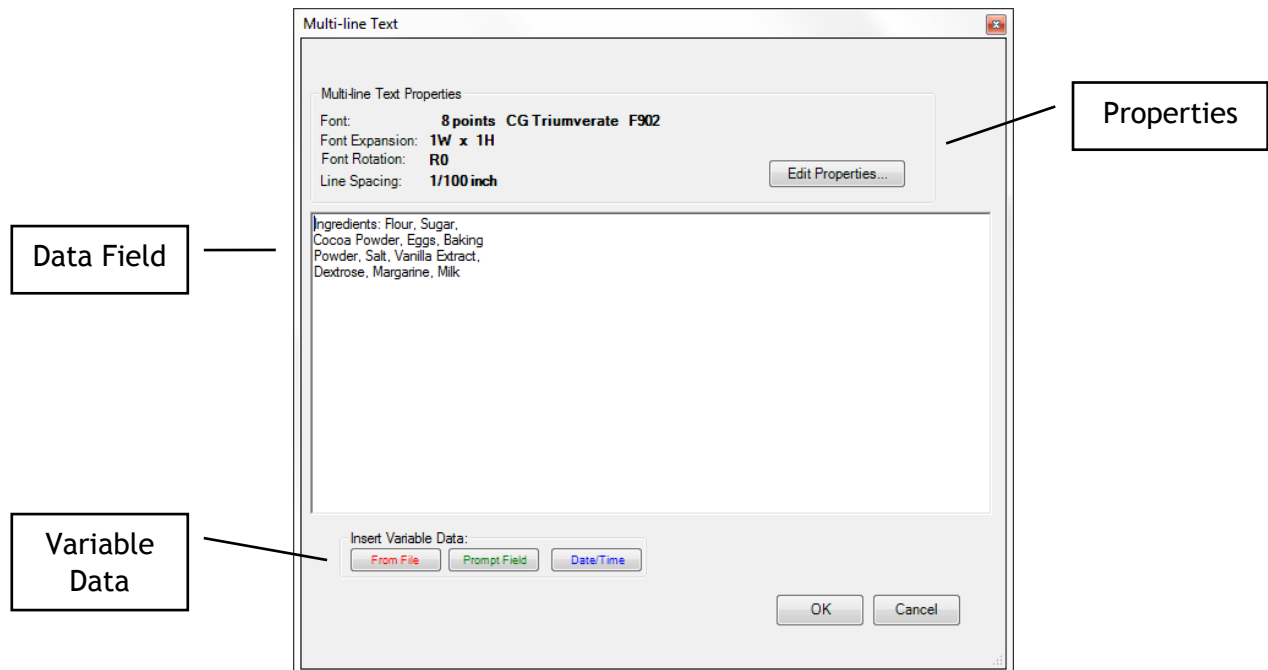 Multi-line Text
Multi-line Text Properties
Font: 8 points CG Triumverate F902
Font Expansion: 1W x 1H
Font Rotation: R0
Line Spacing: 1/100 inch
Edit Properties...
Properties
Ingredients: Flour, Sugar,
Cocoa Powder, Eggs, Baking
Powder, Salt, Vanilla Extract,
Dextrose, Margarine, Milk
Data Field
Variable
Data
Insert Variable Data:
From File Prompt Field Date/Time
OK Cancel